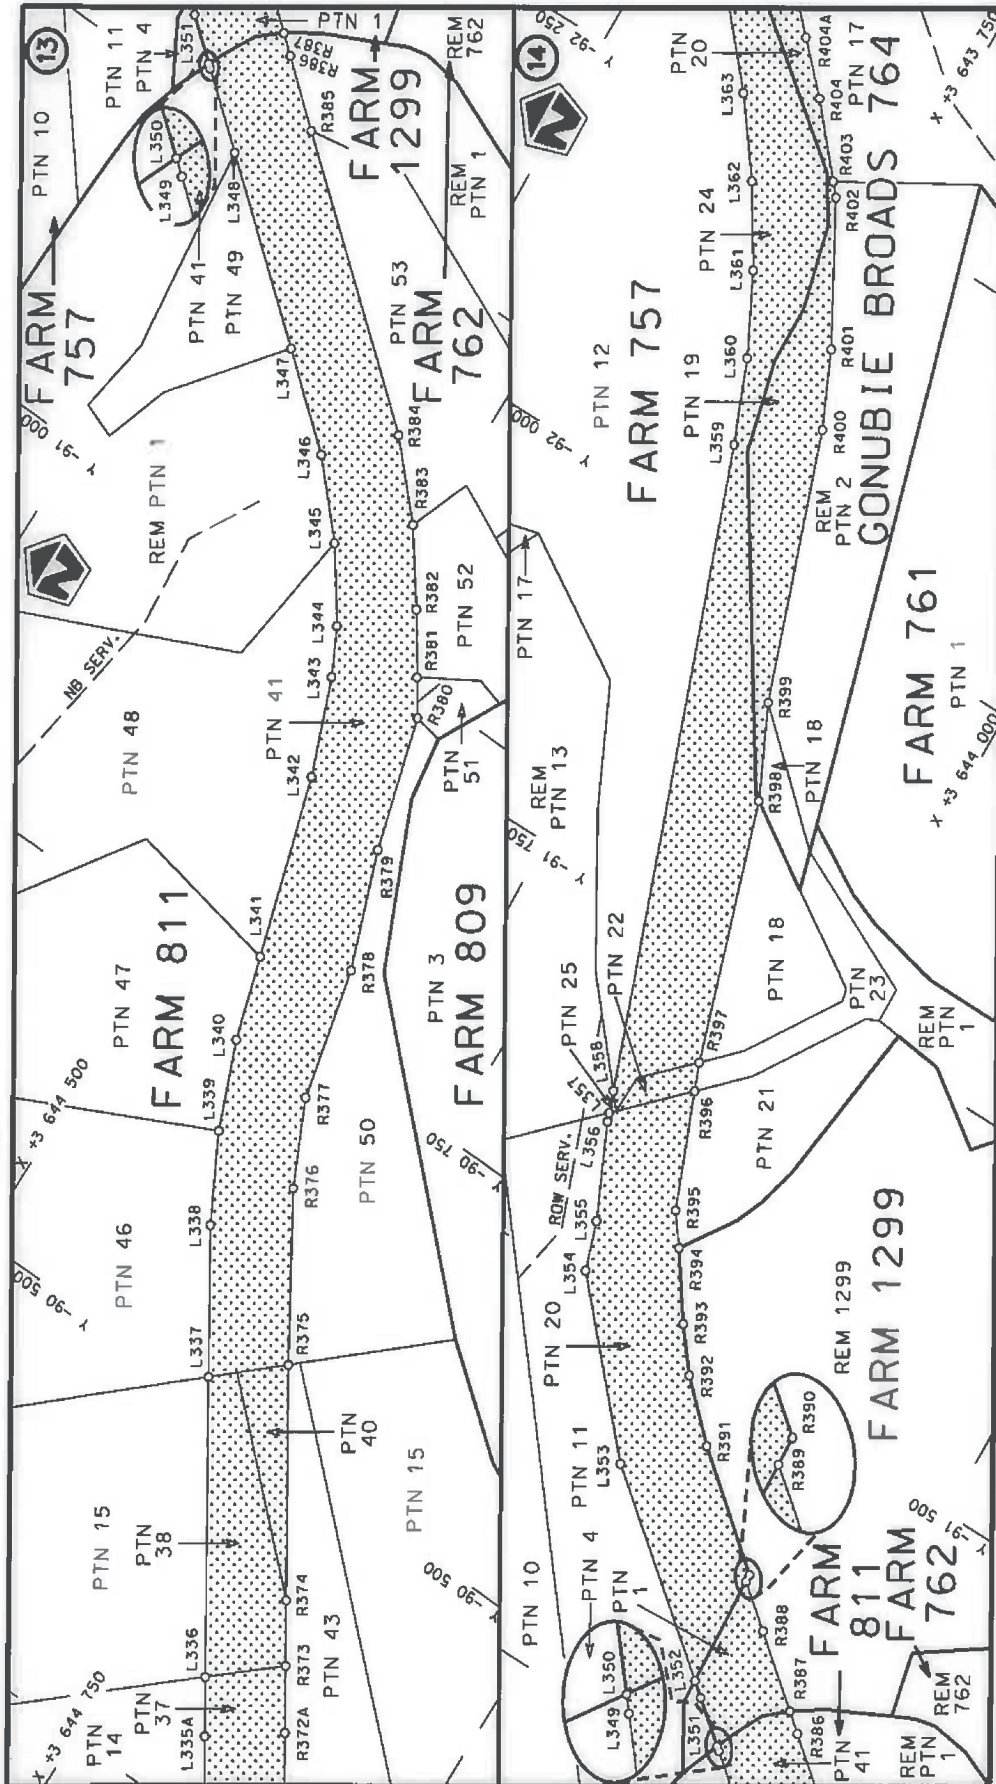 13
PTN 11
PTN 4
L351
PTN 1
R387
R386
REM
762
PTN 10
L350
L349
R385
FARM
1299
L348
FARM
757
PTN 41
PTN 49
REM
PTN 1
PTN 53
FARM
762
L347
Y -91 000
R384
L346
REM PTN 1
R383
L345
L344
R382
PTN 52
NB SERV.
L343
R381
R380
PTN 41
PTN 48
PTN
51
L342
R379
L341
R378
FARM 811
PTN 47
PTN 3
FARM 809
L340
X +3 644 500
L339
R377
Y -90 750
R376
PTN 50
L338
PTN 46
Y -90 500
L337
R375
PTN
40
PTN 15
PTN
38
PTN 15
R374
Y -90 500
L336
R373
PTN 43
X +3 644 750
PTN
37
PTN
14
L335A
R372A
14
Y -92 250
PTN
20
R404A
PTN 17
X +3 643 750
L363
R404
L362
R403
R402
GONUBIE BROADS 764
PTN 24
L361
FARM 757
PTN 12
PTN 19
L360
R401
L359
R400
REM
PTN 2
Y -92 000
PTN 17
FARM 761
PTN 1
X +3 644 000
R399
PTN 18
R398
REM
PTN 13
Y -91 750
PTN 22
PTN 25
PTN 18
PTN
23
REM
PTN
1
L358
L357
L356
R397
R396
PTN 21
ROW SERV.
L355
L354
R395
R394
R393
R392
REM 1299
FARM 1299
PTN 20
PTN 11
L353
R391
R390
R389
Y -91 500
PTN 10
PTN 4
PTN
1
R388
FARM
811
FARM
762
L350
L349
L352
L351
R387
R386
PTN
41
REM
PTN
1
REM
762